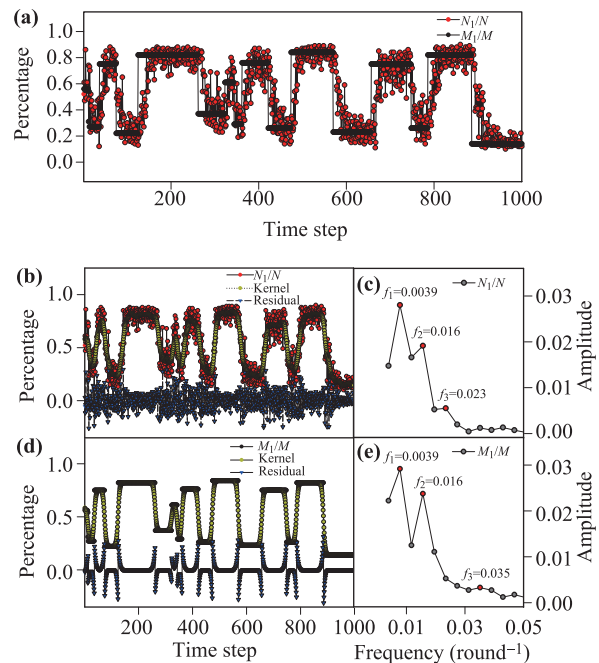 (a)
N₁/N
M₁/M
Percentage
1.0
0.8
0.6
0.4
0.2
0.0
200 400 600 800 1000
Time step
(b)
N₁/N
Kernel
Residual
Percentage
1.0
0.5
0.0
(c)
N₁/N
f₁=0.0039
f₂=0.016
f₃=0.023
0.03
0.02
0.01
0.00
Amplitude
(d)
M₁/M
Kernel
Residual
Percentage
1.0
0.5
0.0
200 400 600 800 1000
Time step
(e)
M₁/M
f₁=0.0039
f₂=0.016
f₃=0.035
0.03
0.02
0.01
0.00
Amplitude
0.01 0.03 0.05
Frequency (round⁻¹)